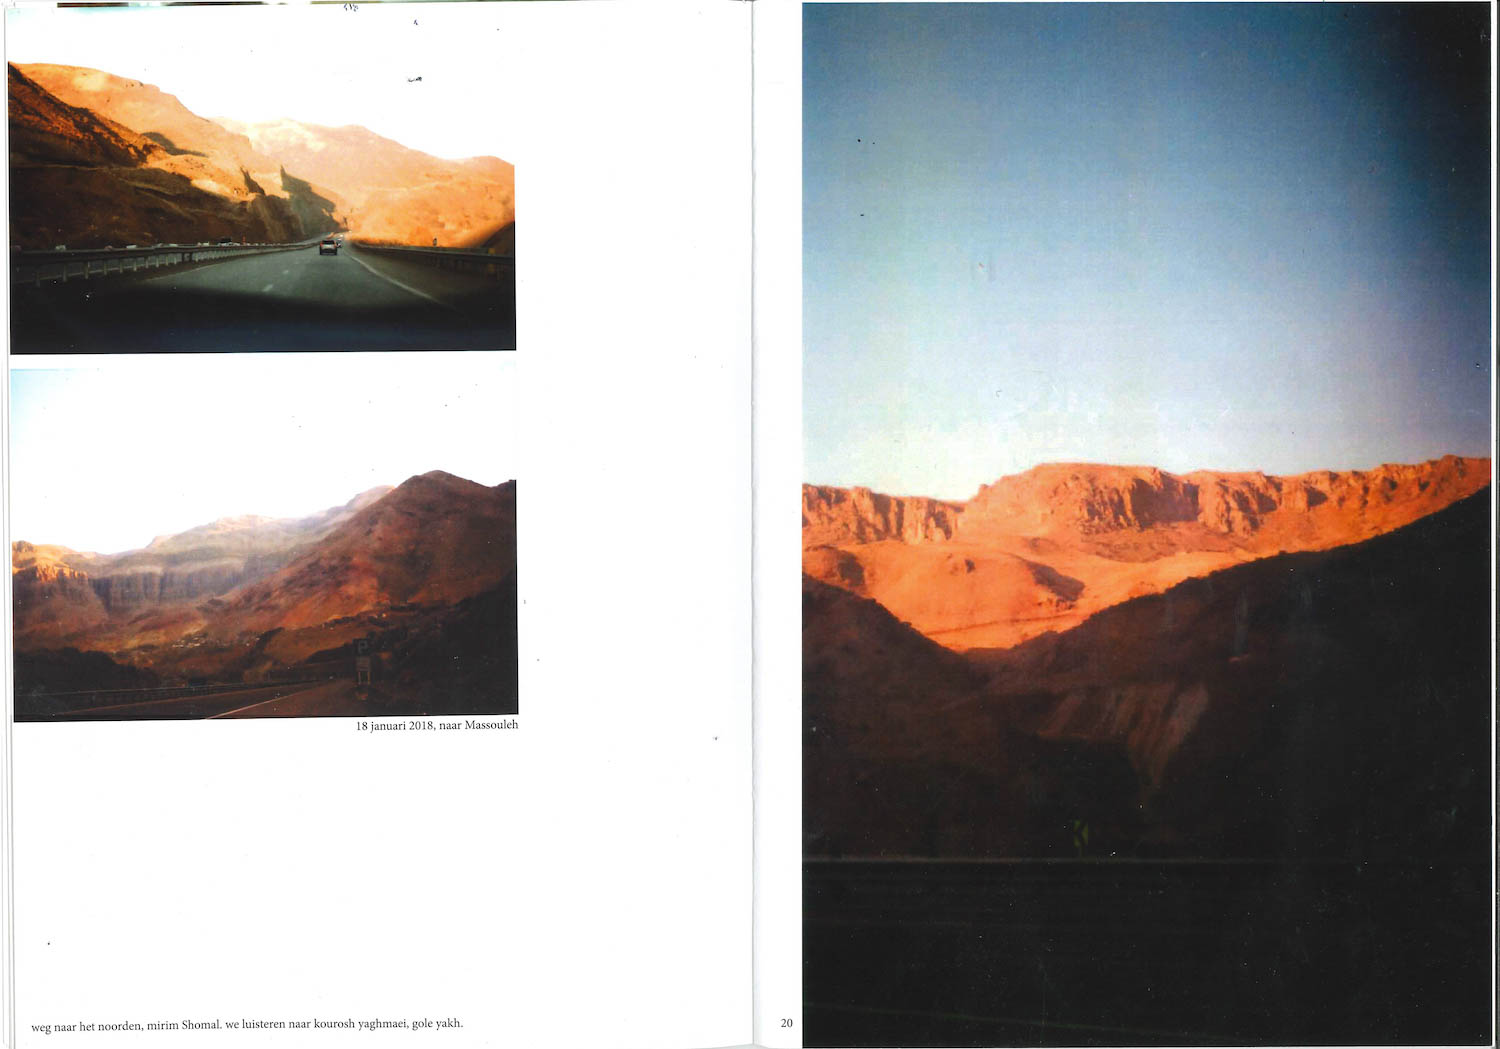 18 januari 2018, naar Massouleh
weg naar het noorden, mirim Shomal. we luisteren naar kourosh yaghmaei, gole yakh.
20